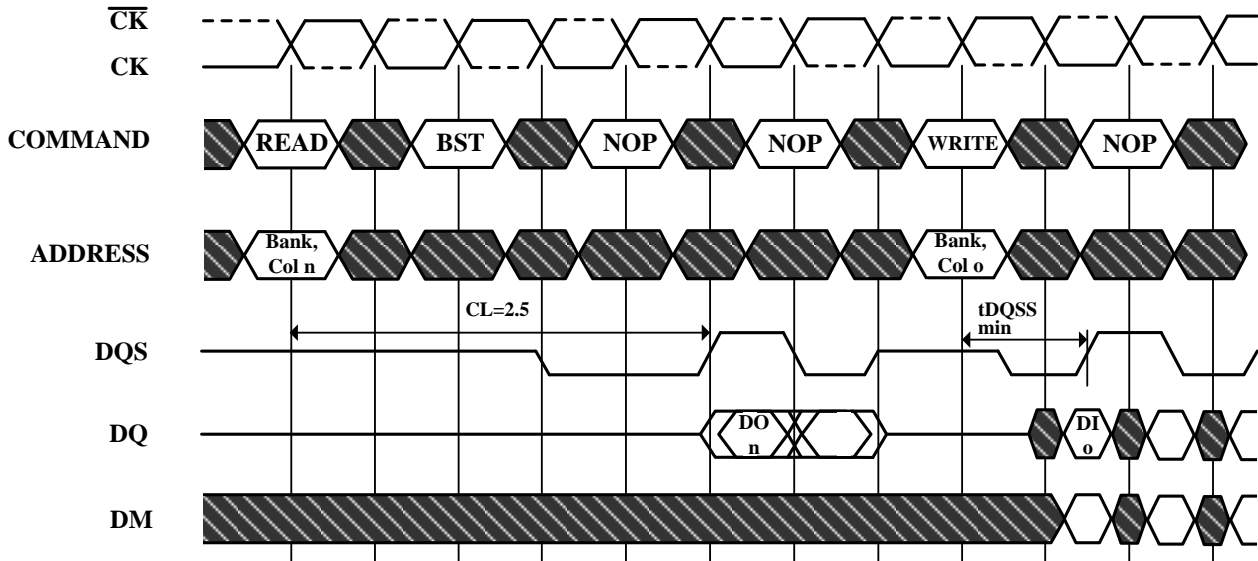 C̅K̅
CK
COMMAND
READ
BST
NOP
NOP
WRITE
NOP
ADDRESS
Bank,
Col n
Bank,
Col o
CL=2.5
tDQSS
min
DQS
DQ
DO
n
DI
o
DM